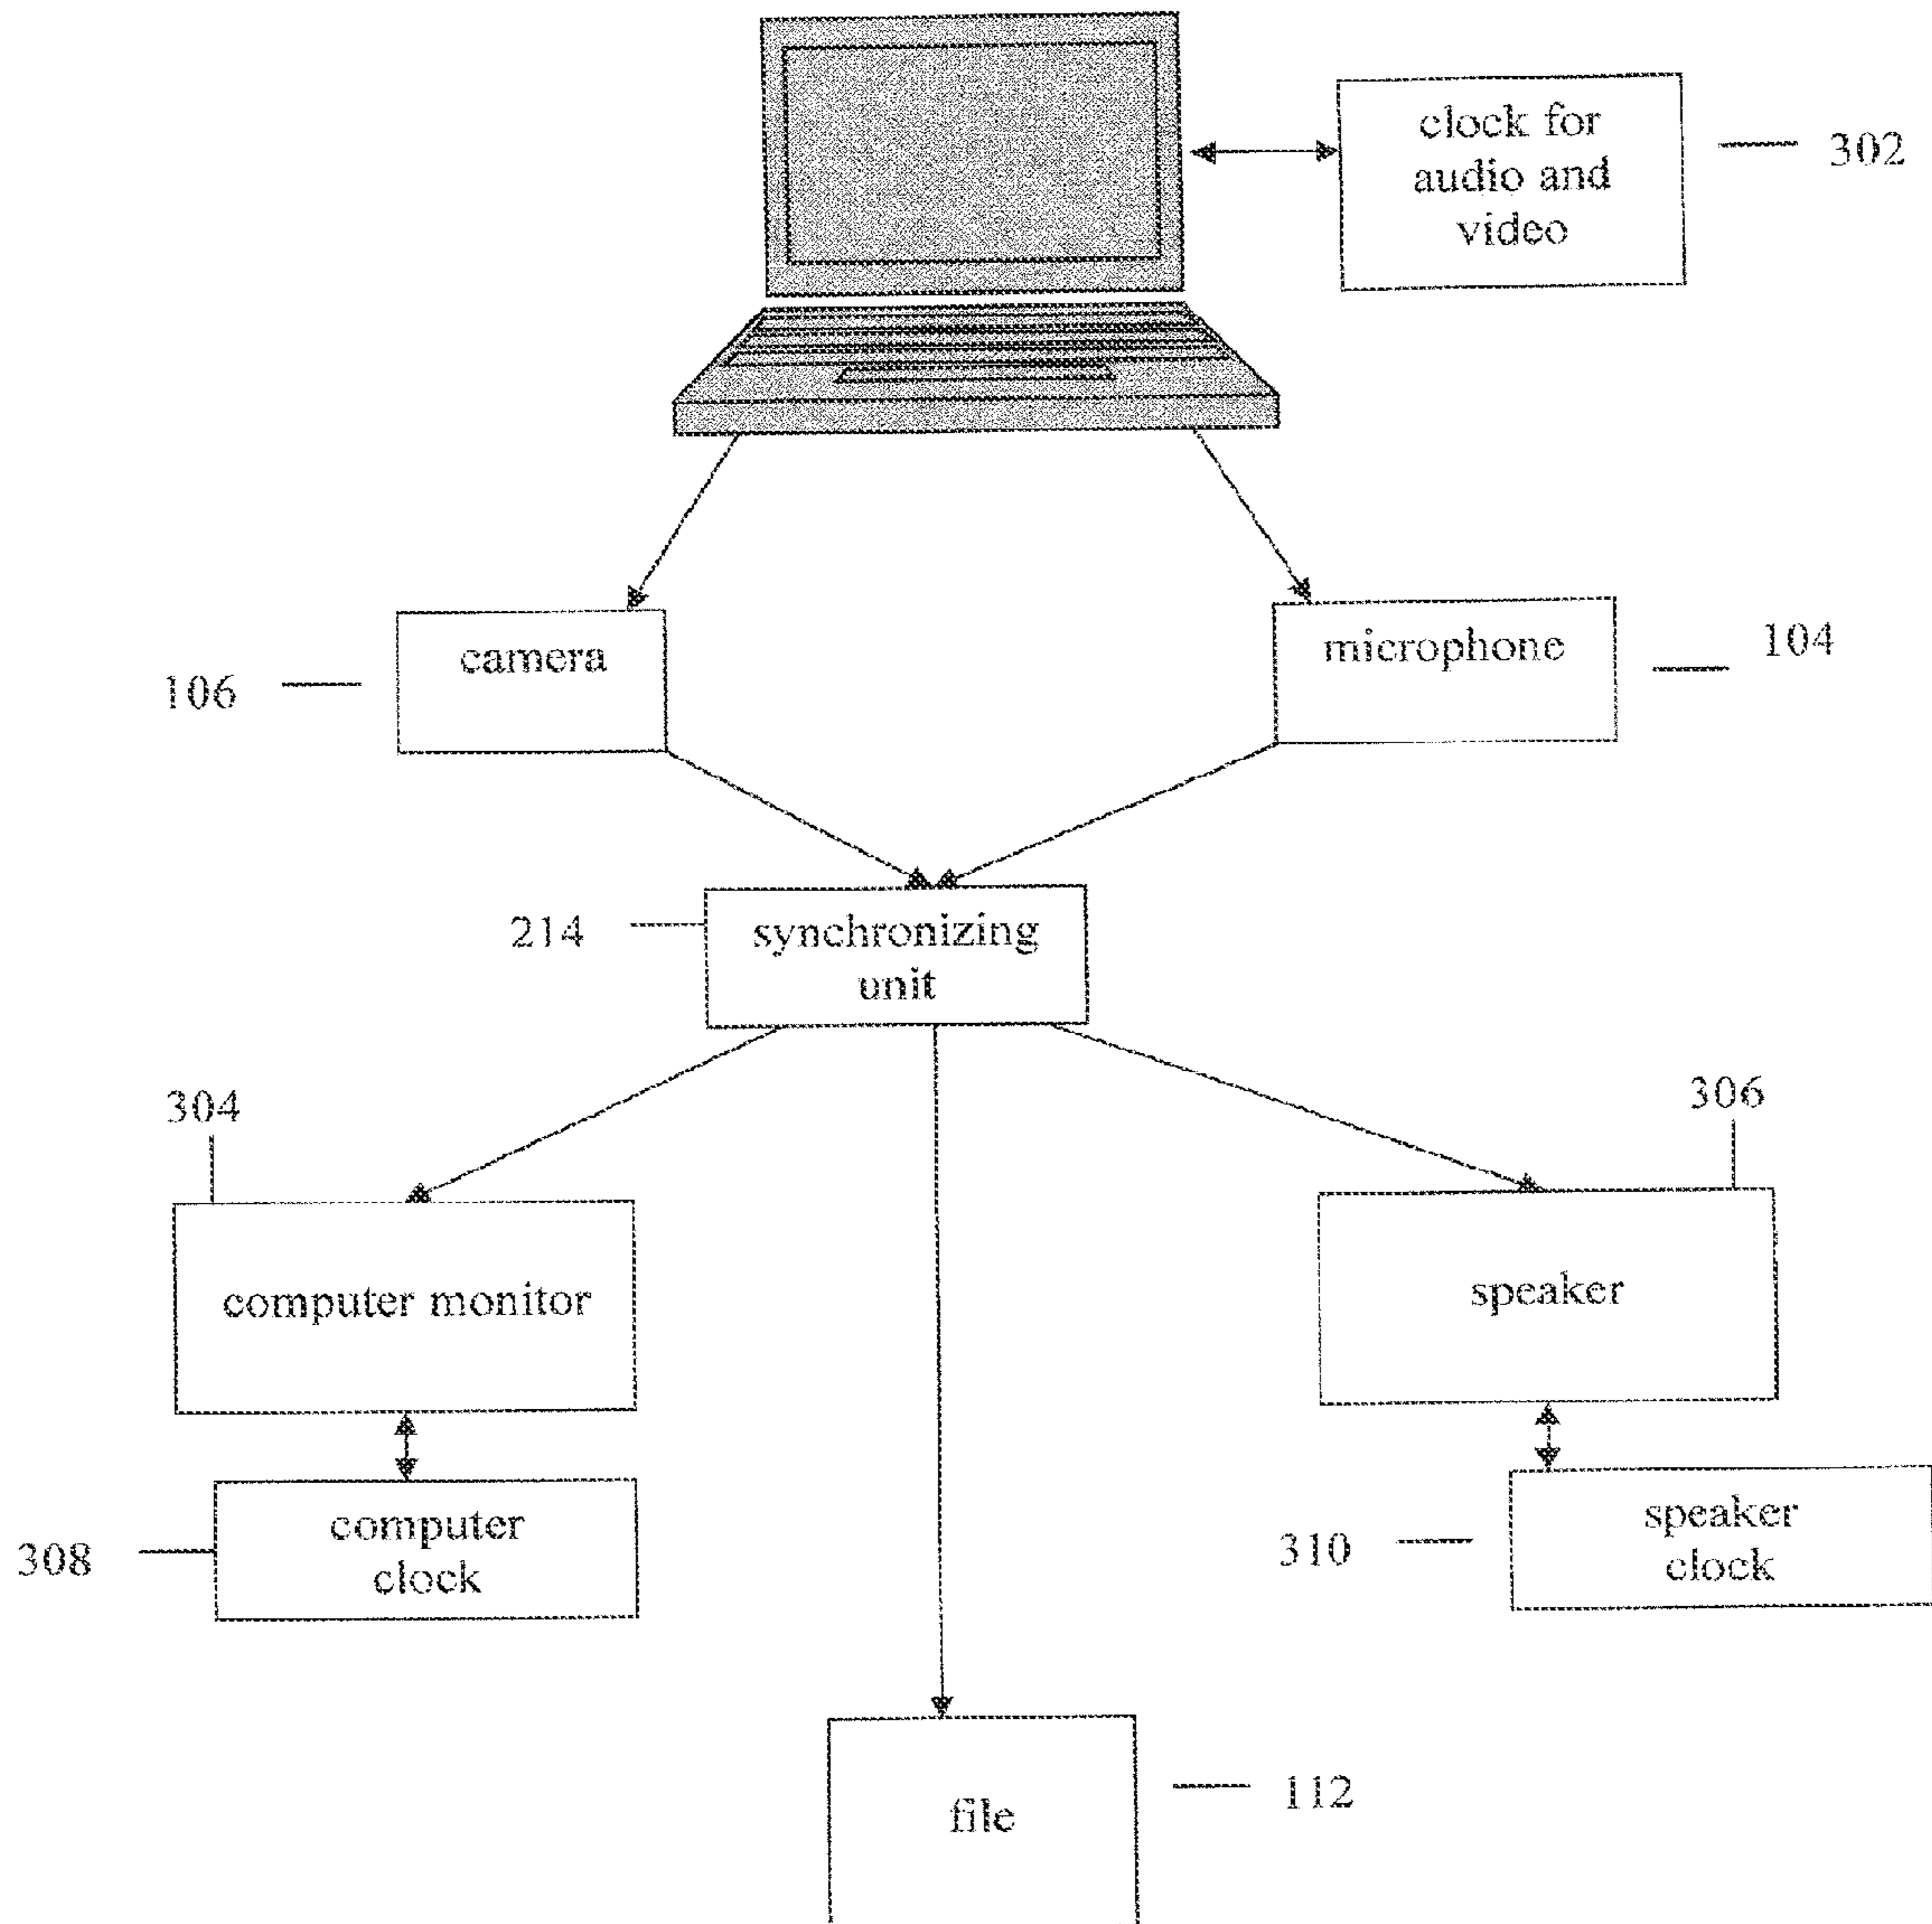 clock for
audio and
video
302
camera
106
microphone
104
214
synchronizing
unit
304
306
computer monitor
speaker
308
computer
clock
310
speaker
clock
file
112